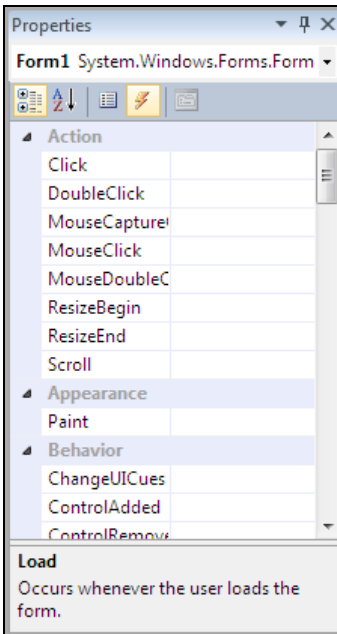 Properties
Form1 System.Windows.Forms.Form
Action
Click
DoubleClick
MouseCapture
MouseClick
MouseDoubleC
ResizeBegin
ResizeEnd
Scroll
Appearance
Paint
Behavior
ChangeUICues
ControlAdded
ControlRemove
Load
Occurs whenever the user loads the
form.